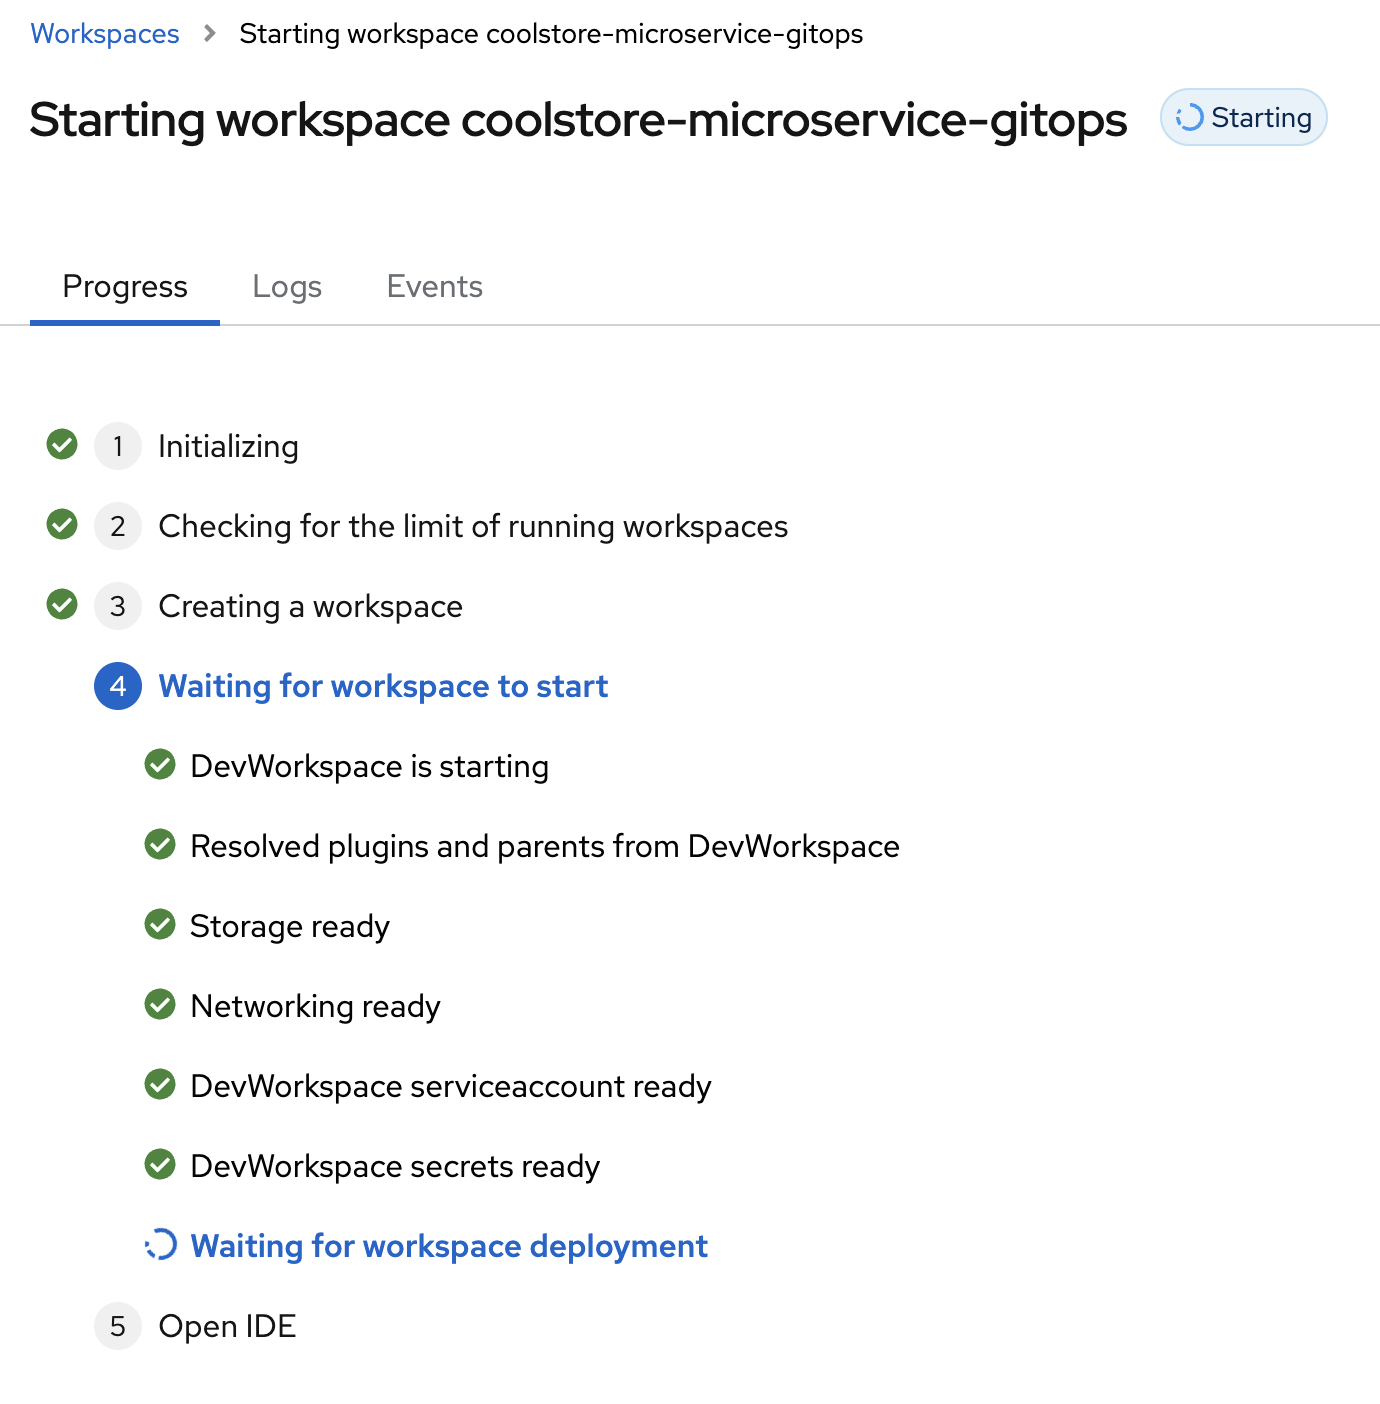 Workspaces > Starting workspace coolstore-microservice-gitops
Starting workspace coolstore-microservice-gitops Starting
Progress Logs Events
1 Initializing
2 Checking for the limit of running workspaces
3 Creating a workspace
4 Waiting for workspace to start
DevWorkspace is starting
Resolved plugins and parents from DevWorkspace
Storage ready
Networking ready
DevWorkspace serviceaccount ready
DevWorkspace secrets ready
Waiting for workspace deployment
5 Open IDE